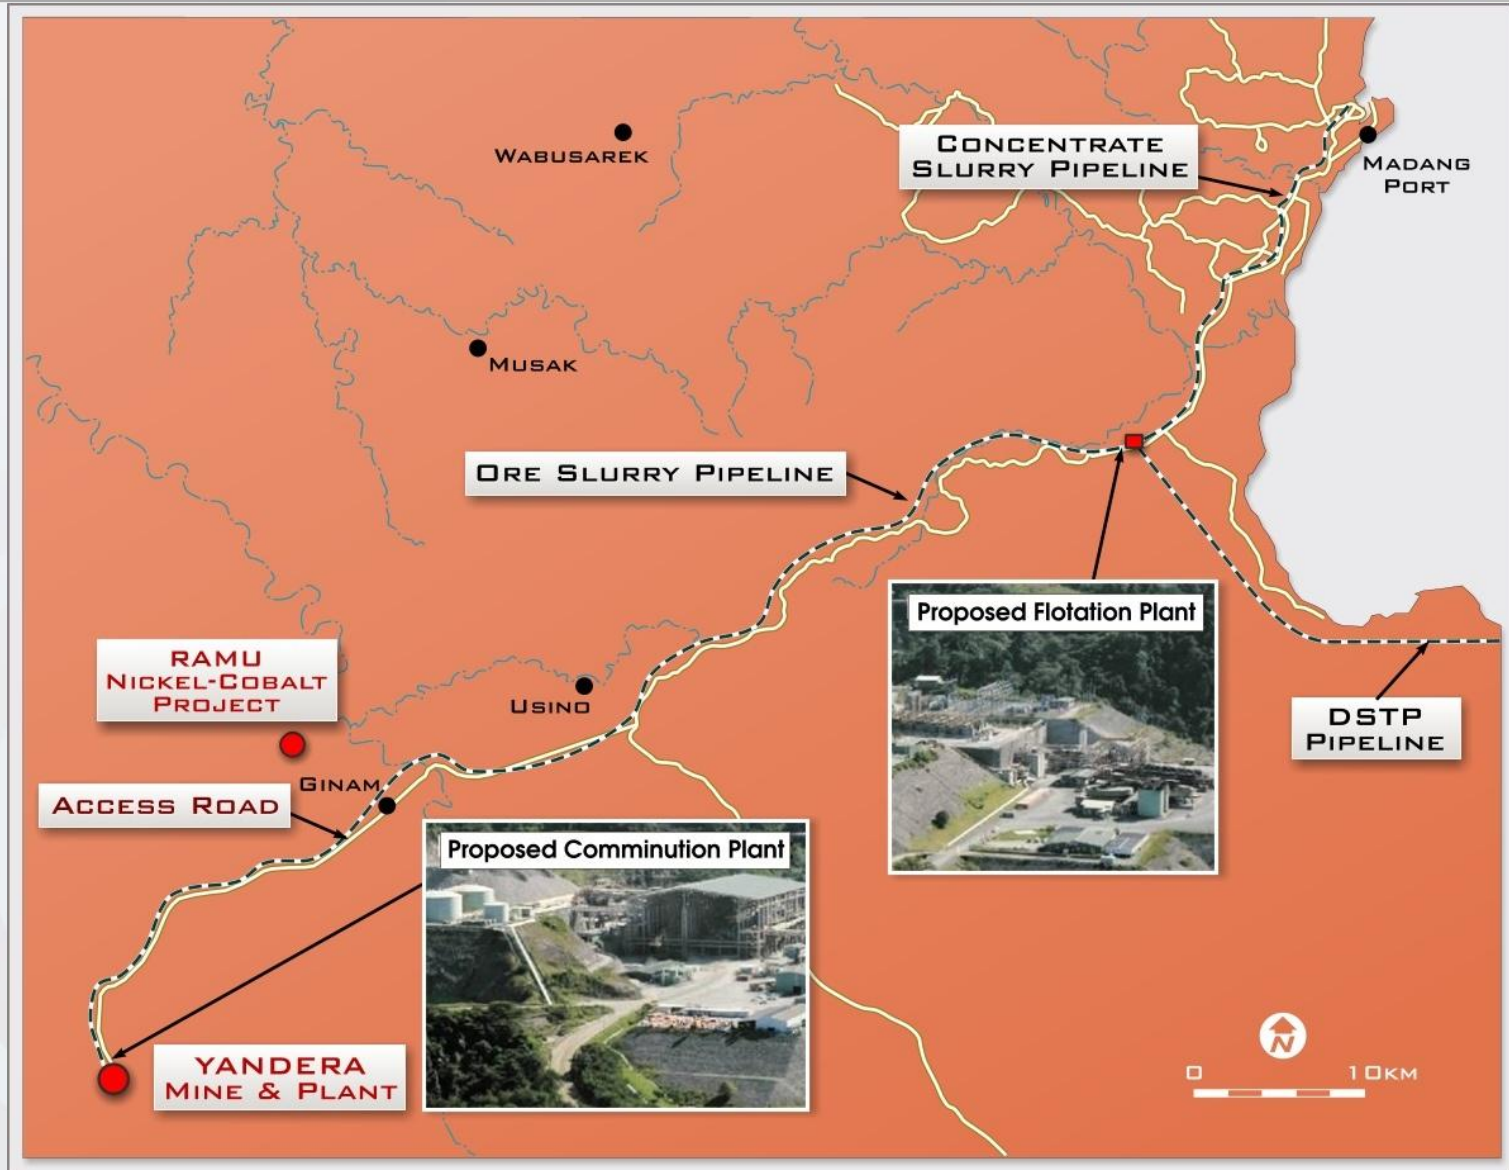 Wabusarek
Concentrate
Slurry Pipeline
Madang
Port
Musak
Ore Slurry Pipeline
Proposed Flotation Plant
RAMU
Nickel-Cobalt
Project
Usino
DSTP
Pipeline
Ginam
Access Road
Proposed Comminution Plant
YANDERA
Mine & Plant
N
0 10km